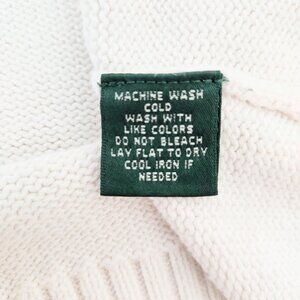 MACHINE WASH
COLD
WASH WITH
LIKE COLORS
DO NOT BLEACH
LAY FLAT TO DRY
COOL IRON IF
NEEDED